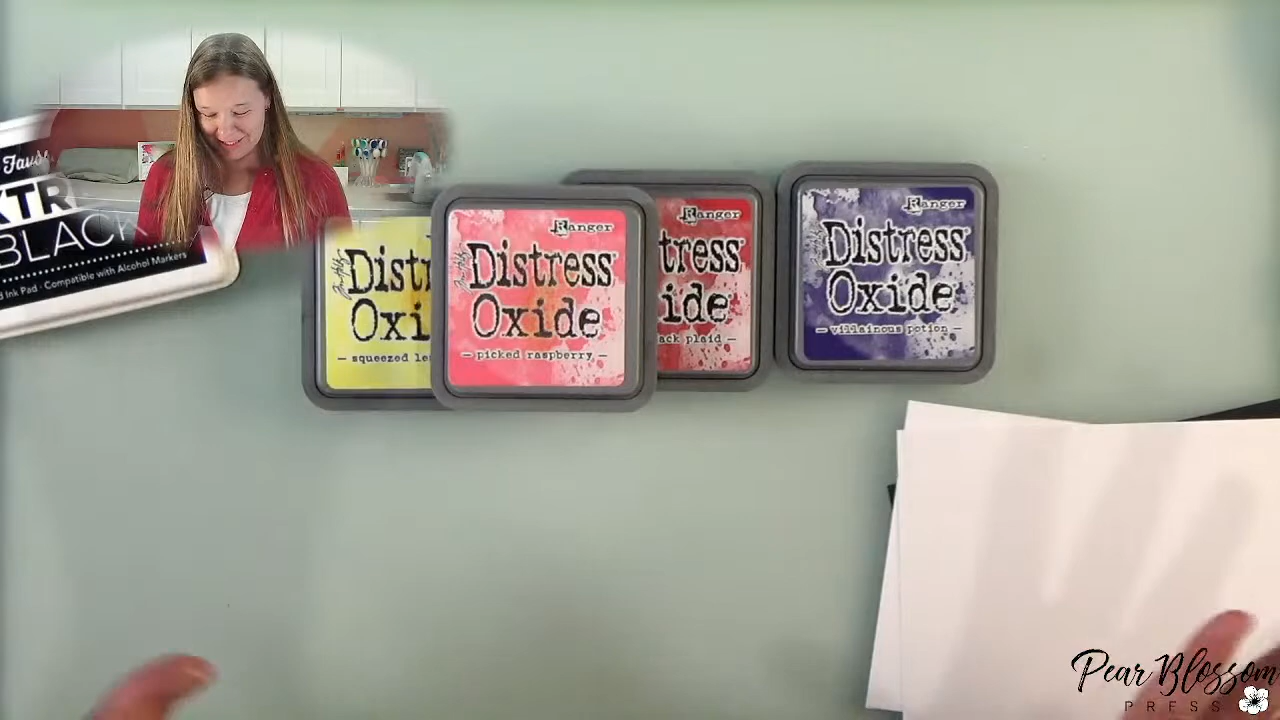 Fav
XTR
BLACK
d Ink Pad · Compatible with Alcohol Markers
Distr
Oxi
— squeezed le
Ranger
Distress
Oxide
— picked raspberry —
Ranger
tress
ide
ack plaid —
Ranger
Distress
Oxide
— villainous potion —
Pear Blossom
PRESS